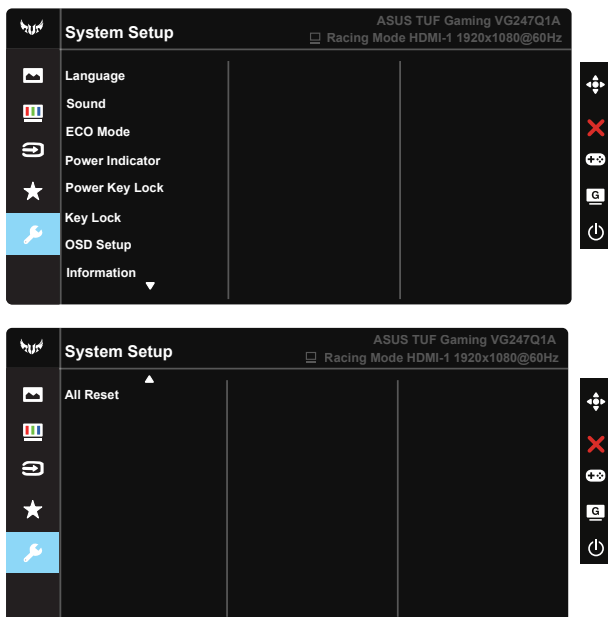 System Setup
ASUS TUF Gaming VG247Q1A
Racing Mode HDMI-1 1920x1080@60Hz
Language
Sound
ECO Mode
Power Indicator
Power Key Lock
Key Lock
OSD Setup
Information
G
System Setup
ASUS TUF Gaming VG247Q1A
Racing Mode HDMI-1 1920x1080@60Hz
All Reset
G